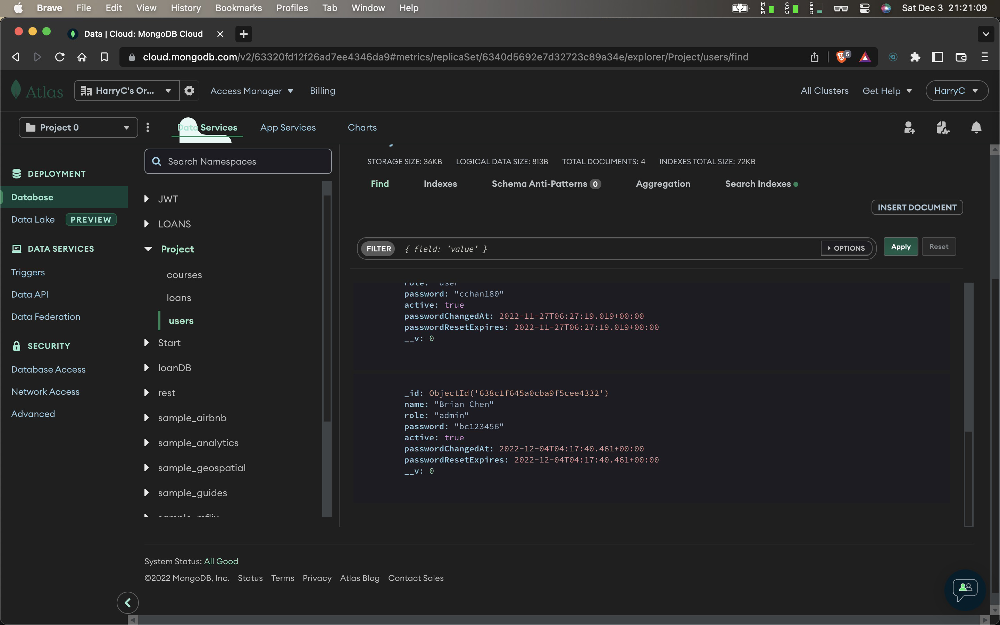 Brave File Edit View History Bookmarks Profiles Tab Window Help MEM CPU SSD Sat Dec 3 21:21:09
Data | Cloud: MongoDB Cloud
cloud.mongodb.com/v2/63320fd12f26ad7ee4346da9#metrics/replicaSet/6340d5692e7d32723c89a34e/explorer/Project/users/find 5
Atlas HarryC's Or... Access Manager Billing All Clusters Get Help HarryC
Project 0 Data Services App Services Charts
DEPLOYMENT
Database
Data Lake PREVIEW
DATA SERVICES
Triggers
Data API
Data Federation
SECURITY
Database Access
Network Access
Advanced
Search Namespaces
JWT
LOANS
Project
courses
loans
users
Start
loanDB
rest
sample_airbnb
sample_analytics
sample_geospatial
sample_guides
sample_mflix
STORAGE SIZE: 36KB LOGICAL DATA SIZE: 813B TOTAL DOCUMENTS: 4 INDEXES TOTAL SIZE: 72KB
Find Indexes Schema Anti-Patterns 0 Aggregation Search Indexes
INSERT DOCUMENT
FILTER { field: 'value' } OPTIONS Apply Reset
role: "user"
password: "cchan180"
active: true
passwordChangedAt: 2022-11-27T06:27:19.019+00:00
passwordResetExpires: 2022-11-27T06:27:19.019+00:00
__v: 0
_id: ObjectId('638c1f645a0cba9f5cee4332')
name: "Brian Chen"
role: "admin"
password: "bc123456"
active: true
passwordChangedAt: 2022-12-04T04:17:40.461+00:00
passwordResetExpires: 2022-12-04T04:17:40.461+00:00
__v: 0
System Status: All Good
©2022 MongoDB, Inc. Status Terms Privacy Atlas Blog Contact Sales